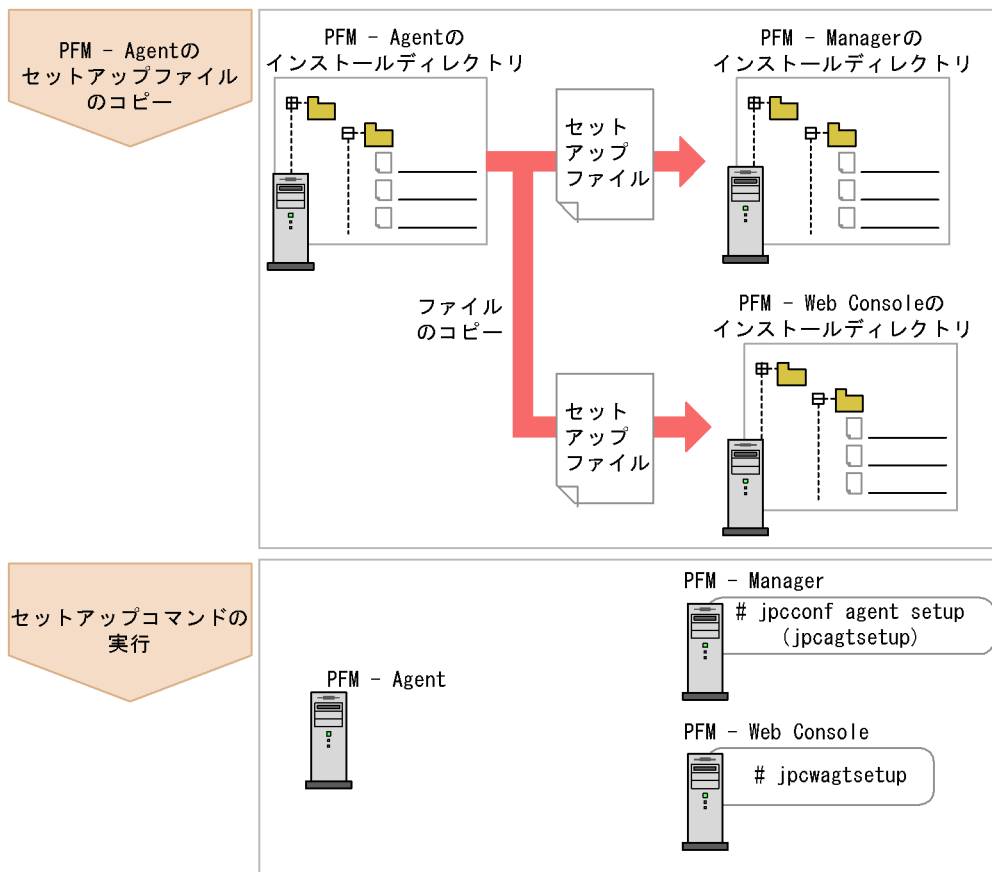 PFM - Agentの
セットアップファイル
のコピー
PFM - Agentの
インストールディレクトリ
PFM - Managerの
インストールディレクトリ
セット
アップ
ファイル
ファイル
のコピー
PFM - Web Consoleの
インストールディレクトリ
セット
アップ
ファイル
セットアップコマンドの
実行
PFM - Agent
PFM - Manager
# jpcconf agent setup
(jpcagtsetup)
PFM - Web Console
# jpcwagtsetup